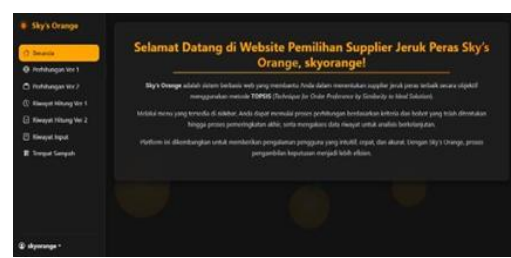 Sky's Orange
Beranda
Perhitungan Ver 1
Perhitungan Ver 2
Riwayat Hitung Ver 1
Riwayat Hitung Ver 2
Riwayat Input
Tempat Sampah
skyorange
Selamat Datang di Website Pemilihan Supplier Jeruk Peras Sky's
Orange, skyorange!
Sky's Orange adalah sistem berbasis web yang membantu Anda dalam menentukan supplier jeruk peras terbaik secara objektif
menggunakan metode TOPSIS (Technique for Order Preference by Similarity to Ideal Solution).
Melalui menu yang tersedia di sidebar, Anda dapat memulai proses perhitungan berdasarkan kriteria dan bobot yang telah ditentukan
hingga proses pemeringkatan akhir, serta mengakses data riwayat untuk analisis berkelanjutan.
Platform ini dikembangkan untuk memberikan pengalaman pengguna yang intuitif, cepat, dan akurat. Dengan Sky's Orange, proses
pengambilan keputusan menjadi lebih efisien.